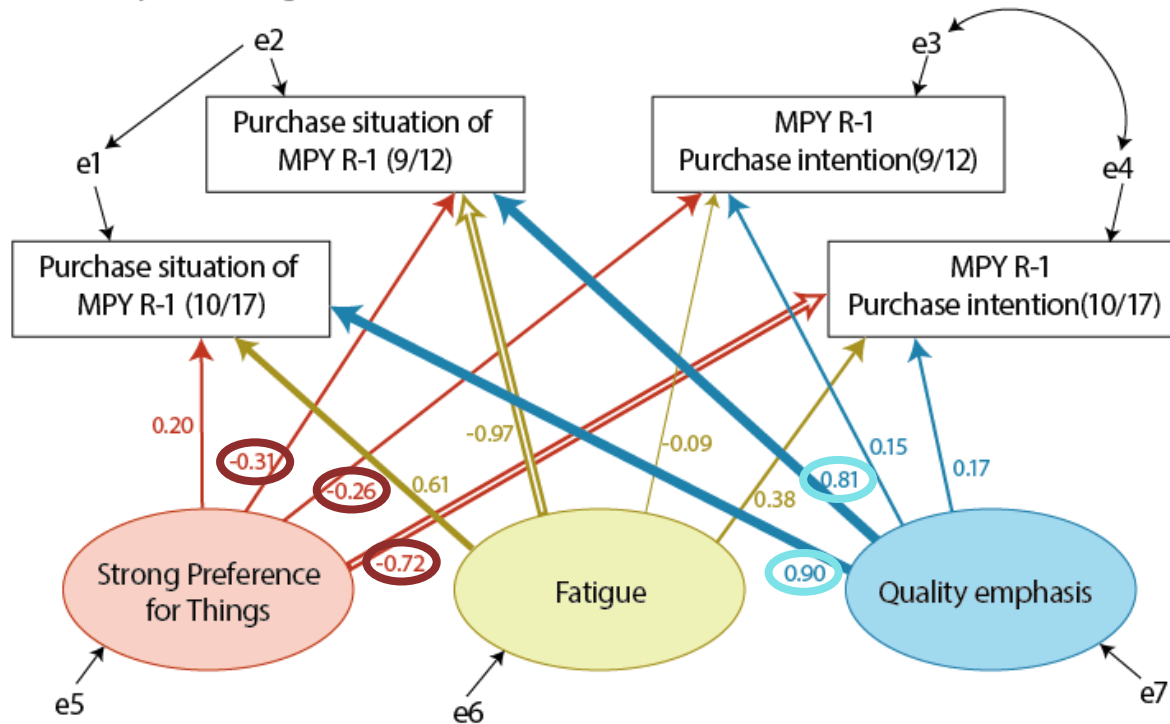 e2
e3
Purchase situation of
MPY R-1 (9/12)
MPY R-1
Purchase intention(9/12)
e1
e4
Purchase situation of
MPY R-1 (10/17)
MPY R-1
Purchase intention(10/17)
0.20
-0.31
-0.26
-0.72
0.61
-0.97
-0.09
0.38
0.81
0.90
0.15
0.17
Strong Preference
for Things
Fatigue
Quality emphasis
e5
e6
e7